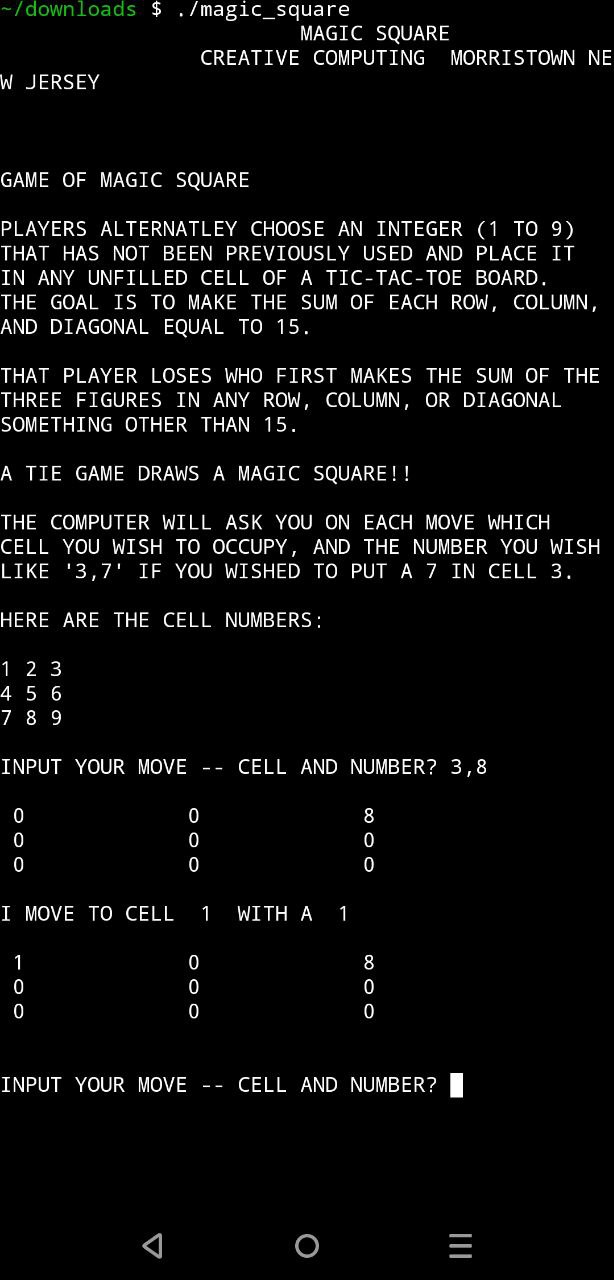 ~/downloads $ ./magic_square
MAGIC SQUARE
CREATIVE COMPUTING  MORRISTOWN NE
W JERSEY
GAME OF MAGIC SQUARE
PLAYERS ALTERNATLEY CHOOSE AN INTEGER (1 TO 9)
THAT HAS NOT BEEN PREVIOUSLY USED AND PLACE IT
IN ANY UNFILLED CELL OF A TIC-TAC-TOE BOARD.
THE GOAL IS TO MAKE THE SUM OF EACH ROW, COLUMN,
AND DIAGONAL EQUAL TO 15.
THAT PLAYER LOSES WHO FIRST MAKES THE SUM OF THE
THREE FIGURES IN ANY ROW, COLUMN, OR DIAGONAL
SOMETHING OTHER THAN 15.
A TIE GAME DRAWS A MAGIC SQUARE!!
THE COMPUTER WILL ASK YOU ON EACH MOVE WHICH
CELL YOU WISH TO OCCUPY, AND THE NUMBER YOU WISH
LIKE '3,7' IF YOU WISHED TO PUT A 7 IN CELL 3.
HERE ARE THE CELL NUMBERS:
1 2 3
4 5 6
7 8 9
INPUT YOUR MOVE -- CELL AND NUMBER? 3,8
0 0 8
0 0 0
0 0 0
I MOVE TO CELL  1  WITH A  1
1 0 8
0 0 0
0 0 0
INPUT YOUR MOVE -- CELL AND NUMBER?